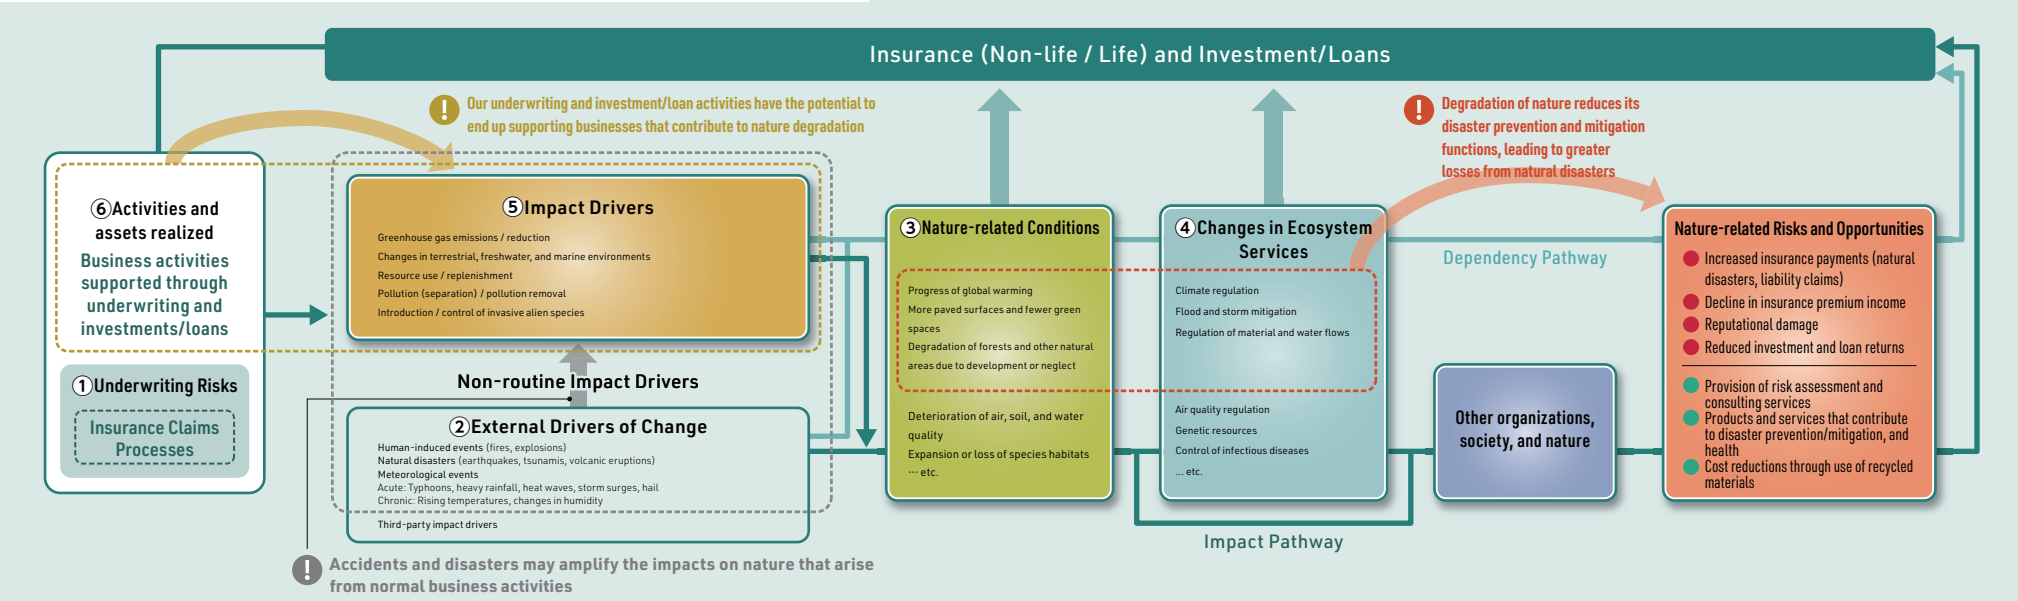 Insurance (Non-life / Life) and Investment/Loans
! Our underwriting and investment/loan activities have the potential to
end up supporting businesses that contribute to nature degradation
! Degradation of nature reduces its
disaster prevention and mitigation
functions, leading to greater
losses from natural disasters
⑥Activities and
assets realized
Business activities
supported through
underwriting and
investments/loans
①Underwriting Risks
Insurance Claims
Processes
⑤Impact Drivers
Greenhouse gas emissions / reduction
Changes in terrestrial, freshwater, and marine environments
Resource use / replenishment
Pollution (separation) / pollution removal
Introduction / control of invasive alien species
Non-routine Impact Drivers
②External Drivers of Change
Human-induced events (fires, explosions)
Natural disasters (earthquakes, tsunamis, volcanic eruptions)
Meteorological events
Acute: Typhoons, heavy rainfall, heat waves, storm surges, hail
Chronic: Rising temperatures, changes in humidity
Third-party impact drivers
! Accidents and disasters may amplify the impacts on nature that arise
from normal business activities
③Nature-related Conditions
Progress of global warming
More paved surfaces and fewer green
spaces
Degradation of forests and other natural
areas due to development or neglect
Deterioration of air, soil, and water
quality
Expansion or loss of species habitats
··· etc.
④Changes in Ecosystem
Services
Climate regulation
Flood and storm mitigation
Regulation of material and water flows
Air quality regulation
Genetic resources
Control of infectious diseases
... etc.
Dependency Pathway
Impact Pathway
Other organizations,
society, and nature
Nature-related Risks and Opportunities
Increased insurance payments (natural
disasters, liability claims)
Decline in insurance premium income
Reputational damage
Reduced investment and loan returns
Provision of risk assessment and
consulting services
Products and services that contribute
to disaster prevention/mitigation, and
health
Cost reductions through use of recycled
materials